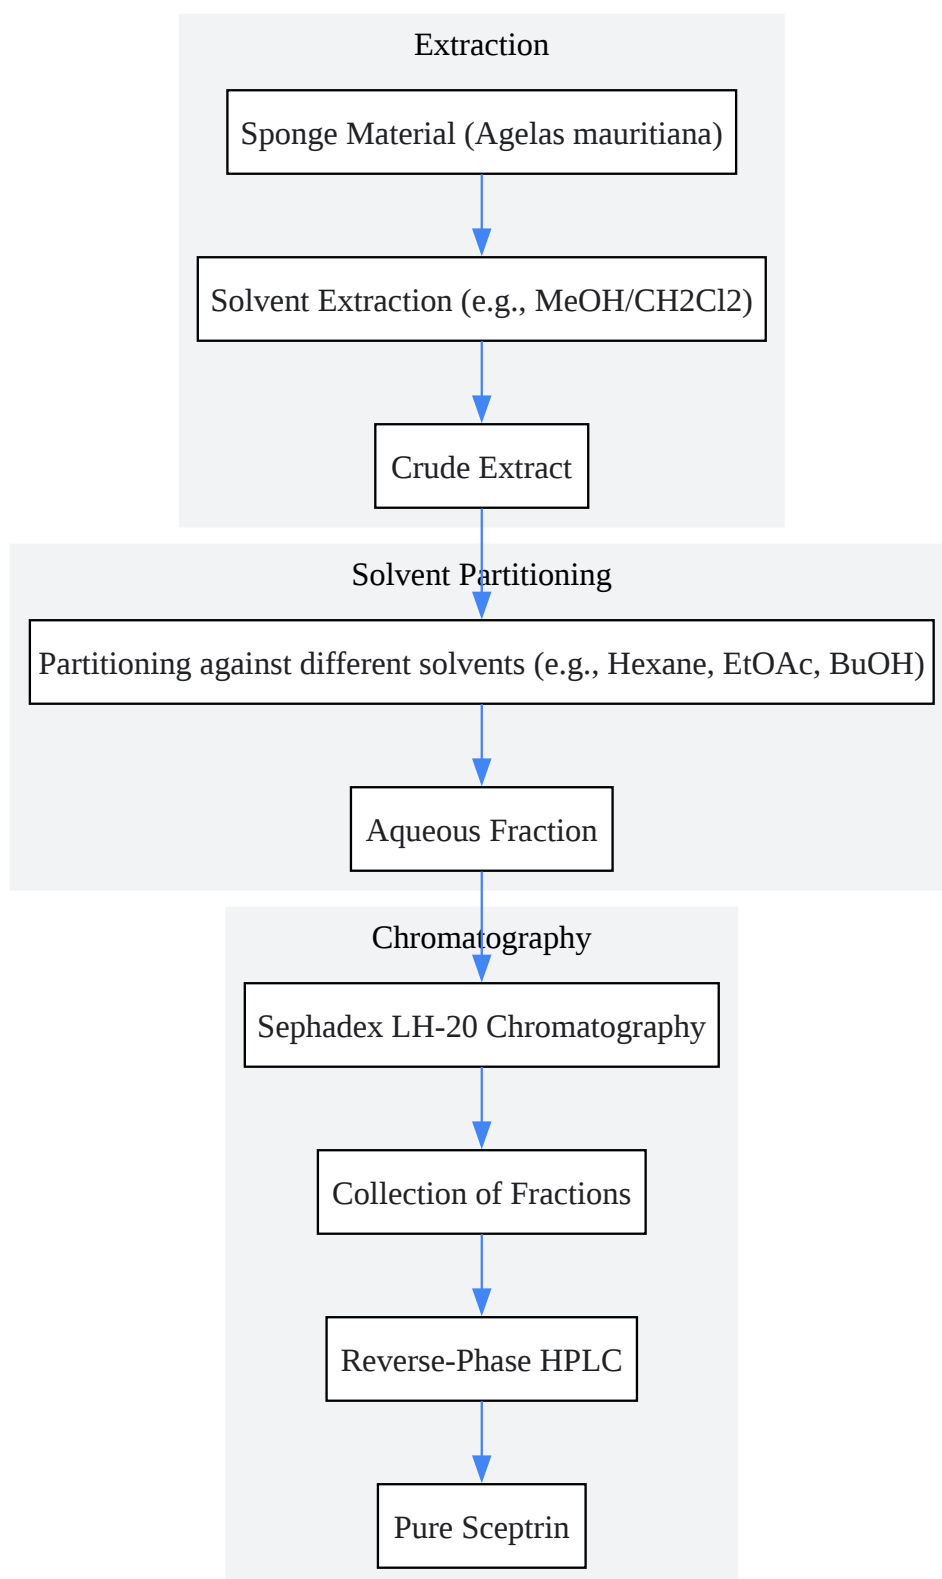 Extraction
Sponge Material (Agelas mauritiana)
Solvent Extraction (e.g., MeOH/CH2Cl2)
Crude Extract
Solvent Partitioning
Partitioning against different solvents (e.g., Hexane, EtOAc, BuOH)
Aqueous Fraction
Chromatography
Sephadex LH-20 Chromatography
Collection of Fractions
Reverse-Phase HPLC
Pure Sceptrin